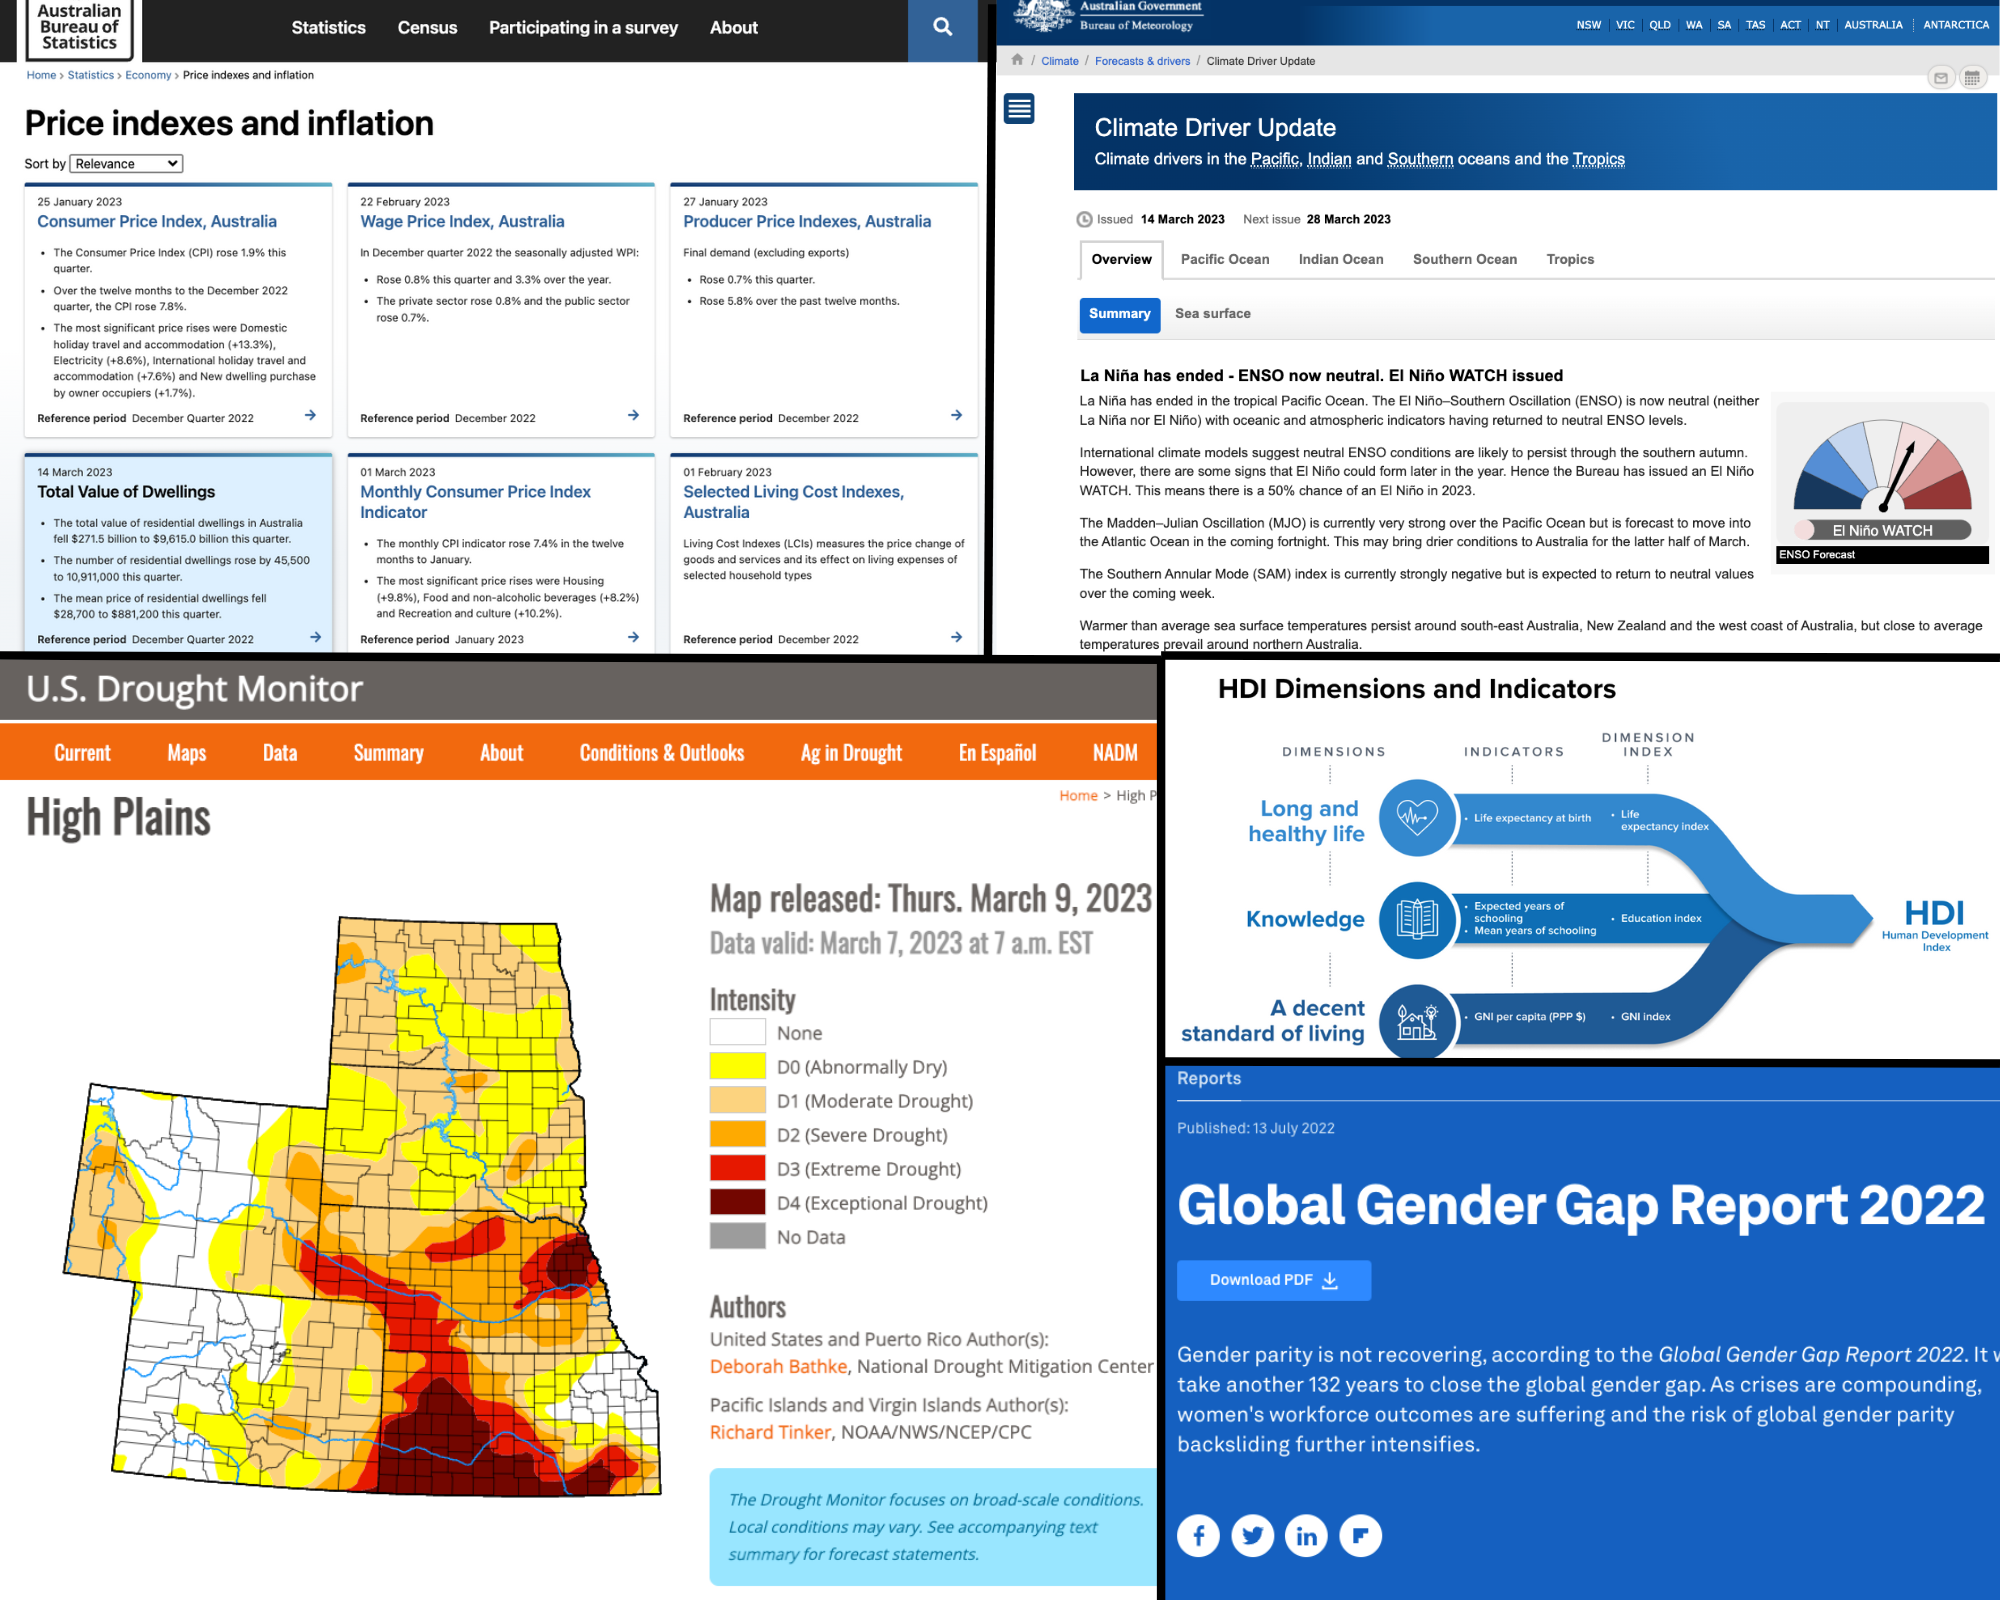 Australian
Bureau of
Statistics
Statistics
Census
Participating in a survey
About
Home > Statistics > Economy > Price indexes and inflation
Price indexes and inflation
Sort by Relevance
25 January 2023
Consumer Price Index, Australia
• The Consumer Price Index (CPI) rose 1.9% this
quarter.
• Over the twelve months to the December 2022
quarter, the CPI rose 7.8%.
• The most significant price rises were Domestic
holiday travel and accommodation (+13.3%),
Electricity (+8.6%), International holiday travel and
accommodation (+7.6%) and New dwelling purchase
by owner occupiers (+1.7%).
Reference period December Quarter 2022
22 February 2023
Wage Price Index, Australia
In December quarter 2022 the seasonally adjusted WPI:
• Rose 0.8% this quarter and 3.3% over the year.
• The private sector rose 0.8% and the public sector
rose 0.7%.
Reference period December 2022
27 January 2023
Producer Price Indexes, Australia
Final demand (excluding exports)
• Rose 0.7% this quarter.
• Rose 5.8% over the past twelve months.
Reference period December 2022
14 March 2023
Total Value of Dwellings
• The total value of residential dwellings in Australia
fell $271.5 billion to $9,615.0 billion this quarter.
• The number of residential dwellings rose by 45,500
to 10,911,000 this quarter.
• The mean price of residential dwellings fell
$28,700 to $881,200 this quarter.
Reference period December Quarter 2022
01 March 2023
Monthly Consumer Price Index
Indicator
• The monthly CPI indicator rose 7.4% in the twelve
months to January.
• The most significant price rises were Housing
(+9.8%), Food and non-alcoholic beverages (+8.2%)
and Recreation and culture (+10.2%).
Reference period January 2023
01 February 2023
Selected Living Cost Indexes,
Australia
Living Cost Indexes (LCIs) measures the price change of
goods and services and its effect on living expenses of
selected household types
Reference period December 2022
Australian Government
Bureau of Meteorology
NSW | VIC | QLD | WA | SA | TAS | ACT | NT | AUSTRALIA | ANTARCTICA
/ Climate / Forecasts & drivers / Climate Driver Update
Climate Driver Update
Climate drivers in the Pacific, Indian and Southern oceans and the Tropics
Issued 14 March 2023 Next issue 28 March 2023
Overview
Pacific Ocean
Indian Ocean
Southern Ocean
Tropics
Summary
Sea surface
La Niña has ended - ENSO now neutral. El Niño WATCH issued
La Niña has ended in the tropical Pacific Ocean. The El Niño–Southern Oscillation (ENSO) is now neutral (neither
La Niña nor El Niño) with oceanic and atmospheric indicators having returned to neutral ENSO levels.
International climate models suggest neutral ENSO conditions are likely to persist through the southern autumn.
However, there are some signs that El Niño could form later in the year. Hence the Bureau has issued an El Niño
WATCH. This means there is a 50% chance of an El Niño in 2023.
The Madden–Julian Oscillation (MJO) is currently very strong over the Pacific Ocean but is forecast to move into
the Atlantic Ocean in the coming fortnight. This may bring drier conditions to Australia for the latter half of March.
The Southern Annular Mode (SAM) index is currently strongly negative but is expected to return to neutral values
over the coming week.
Warmer than average sea surface temperatures persist around south-east Australia, New Zealand and the west coast of Australia, but close to average
temperatures prevail around northern Australia.
El Niño WATCH
ENSO Forecast
U.S. Drought Monitor
Current
Maps
Data
Summary
About
Conditions & Outlooks
Ag in Drought
En Español
NADM
Home > High P
High Plains
Map released: Thurs. March 9, 2023
Data valid: March 7, 2023 at 7 a.m. EST
Intensity
None
D0 (Abnormally Dry)
D1 (Moderate Drought)
D2 (Severe Drought)
D3 (Extreme Drought)
D4 (Exceptional Drought)
No Data
Authors
United States and Puerto Rico Author(s):
Deborah Bathke, National Drought Mitigation Center
Pacific Islands and Virgin Islands Author(s):
Richard Tinker, NOAA/NWS/NCEP/CPC
The Drought Monitor focuses on broad-scale conditions.
Local conditions may vary. See accompanying text
summary for forecast statements.
HDI Dimensions and Indicators
DIMENSIONS
INDICATORS
DIMENSION
INDEX
Long and
healthy life
• Life expectancy at birth
• Life
expectancy index
Knowledge
• Expected years of
schooling
• Mean years of schooling
• Education index
A decent
standard of living
• GNI per capita (PPP $)
• GNI index
HDI
Human Development
Index
Reports
Published: 13 July 2022
Global Gender Gap Report 2022
Download PDF
Gender parity is not recovering, according to the Global Gender Gap Report 2022. It w
take another 132 years to close the global gender gap. As crises are compounding,
women's workforce outcomes are suffering and the risk of global gender parity
backsliding further intensifies.